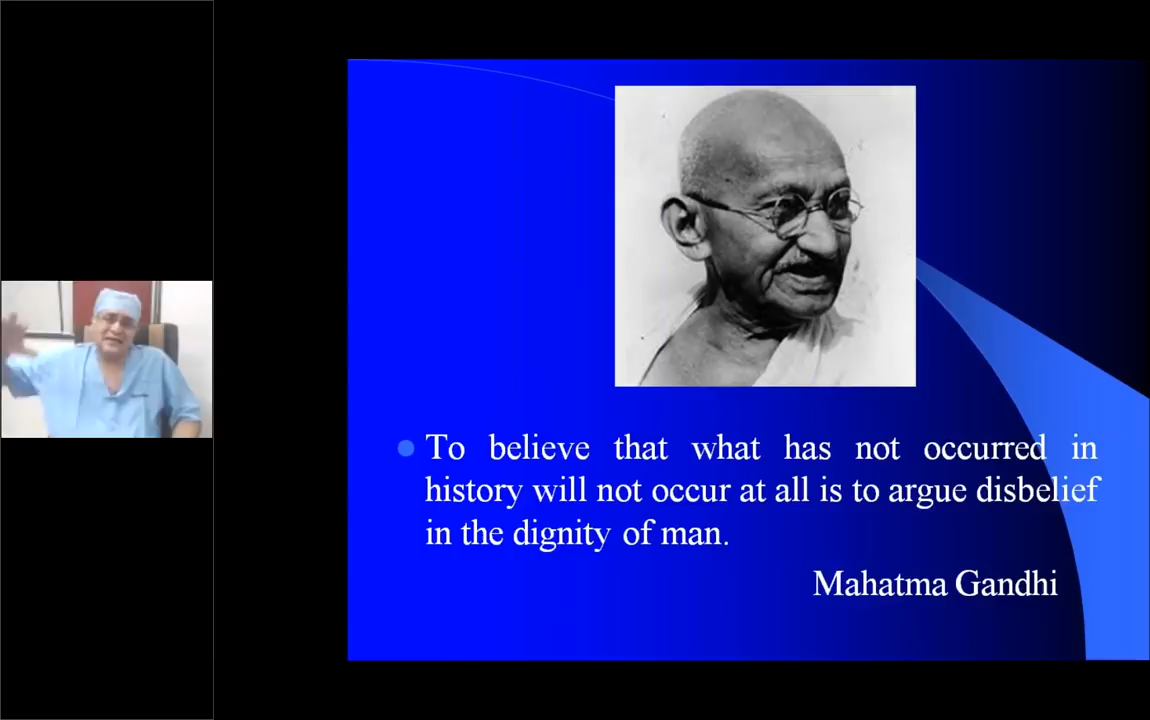 To believe that what has not occurred in
history will not occur at all is to argue disbelief
in the dignity of man.
Mahatma Gandhi